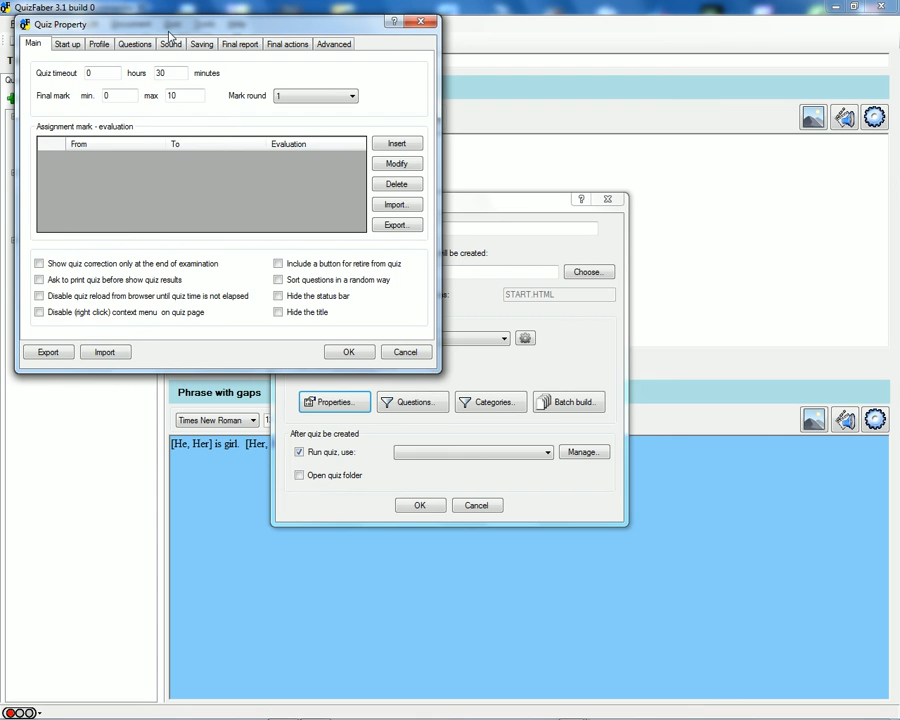 QuizFaber 3.1 build 0
Quiz Property
Main Start up Profile Questions Sound Saving Final report Final actions Advanced
Quiz timeout 0 hours 30 minutes
Final mark min. 0 max 10 Mark round 1
Assignment mark - evaluation
From To Evaluation
Insert
Modify
Delete
Import..
Export..
Show quiz correction only at the end of examination
Include a button for retire from quiz
Ask to print quiz before show quiz results
Sort questions in a random way
Disable quiz reload from browser until quiz time is not elapsed
Hide the status bar
Disable (right click) context menu on quiz page
Hide the title
Export Import OK Cancel
ll be created:
Choose..
s: START.HTML
Properties.. Questions.. Categories.. Batch build..
After quiz be created
Run quiz, use: Manage..
Open quiz folder
OK Cancel
Phrase with gaps
Times New Roman
[He, Her] is girl. [Her,